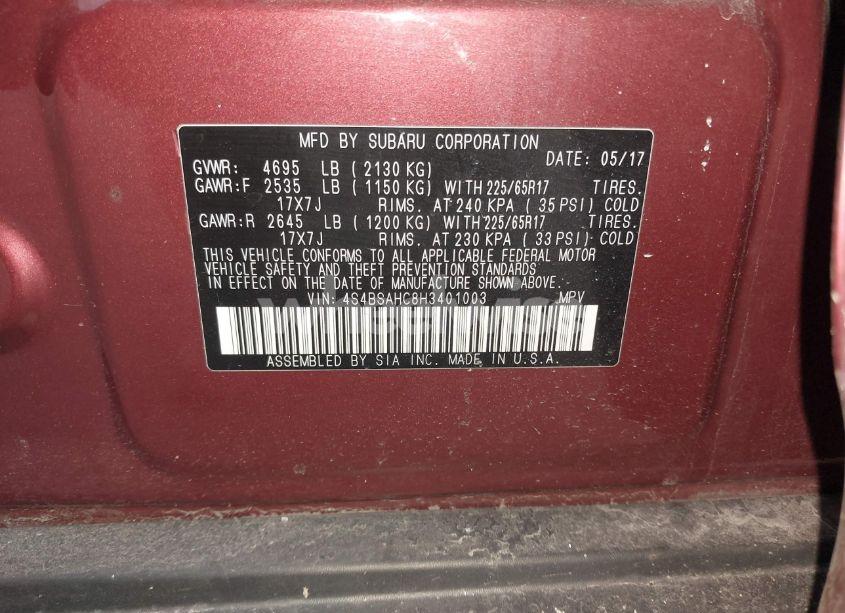 MFD BY SUBARU CORPORATION
DATE: 05/17
GVWR: 4695 LB ( 2130 KG)
GAWR:F 2535 LB ( 1150 KG) WITH 225/65R17 TIRES.
17X7J RIMS. AT 240 KPA ( 35 PSI) COLD
GAWR:R 2645 LB ( 1200 KG) WITH 225/65R17 TIRES.
17X7J RIMS. AT 230 KPA ( 33 PSI) COLD
THIS VEHICLE CONFORMS TO ALL APPLICABLE FEDERAL MOTOR
VEHICLE SAFETY AND THEFT PREVENTION STANDARDS
IN EFFECT ON THE DATE OF MANUFACTURE SHOWN ABOVE.
VIN: 4S4BSAHC8H3401003 MPV
ASSEMBLED BY SIA INC. MADE IN U.S.A.